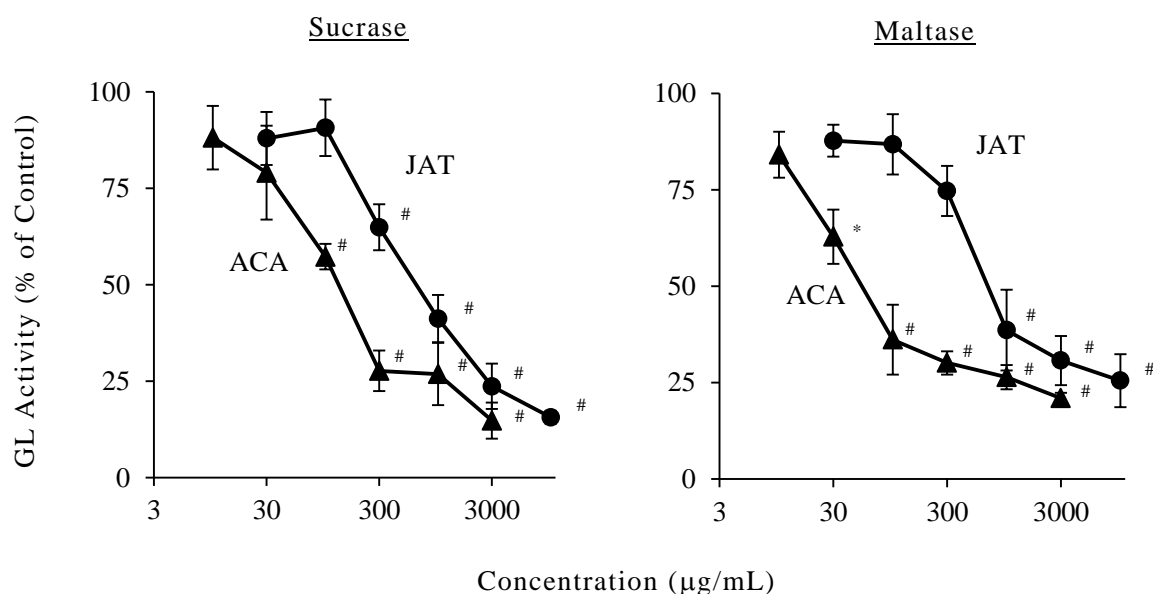 Sucrase
Maltase
GL Activity (% of Control)
100
75
50
25
0
JAT
ACA
#
#
#
#
#
#
#
#
#
3 30 300 3000
100
75
50
25
0
JAT
ACA
*
#
#
#
#
#
#
#
3 30 300 3000
Concentration (μg/mL)